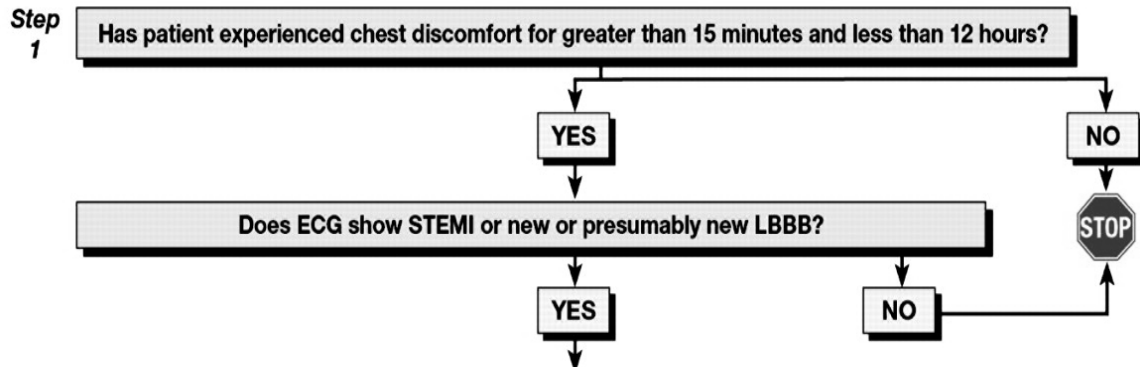 Step
1
Has patient experienced chest discomfort for greater than 15 minutes and less than 12 hours?
YES
NO
Does ECG show STEMI or new or presumably new LBBB?
STOP
YES
NO